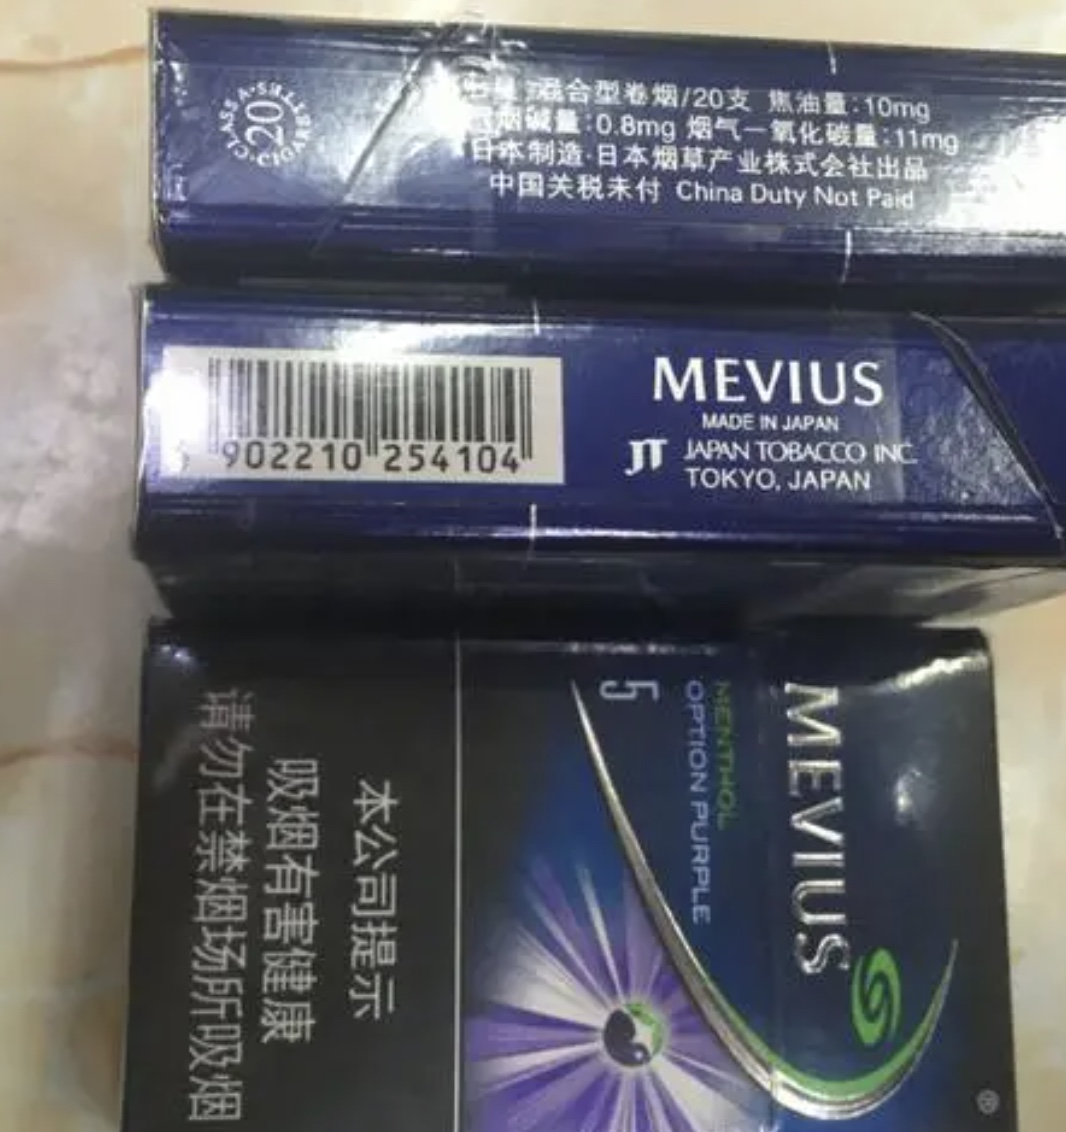 CLASS A·CIGARETTES
20
混合型卷烟/20支 焦油量:10mg
烟碱量:0.8mg 烟气一氧化碳量:11mg
日本制造·日本烟草产业株式会社出品
中国关税未付 China Duty Not Paid
902210 254104
MEVIUS
MADE IN JAPAN
JT JAPAN TOBACCO INC.
TOKYO, JAPAN
MEVIUS
MENTHOL
OPTION PURPLE
5
®
本公司提示
吸烟有害健康
请勿在禁烟场所吸烟